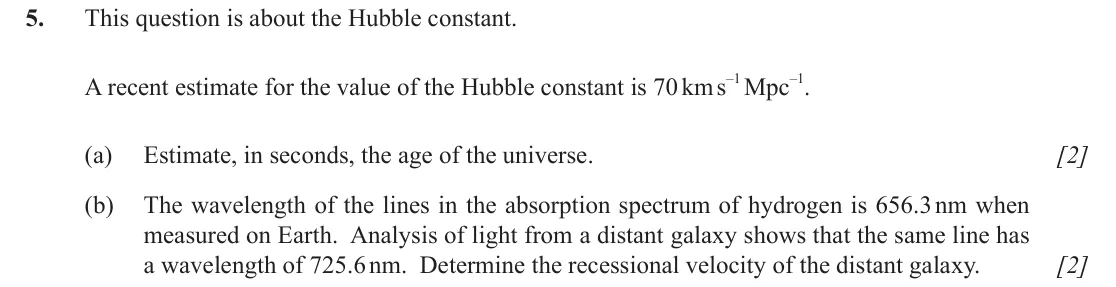 5. This question is about the Hubble constant.
A recent estimate for the value of the Hubble constant is 70 km s⁻¹ Mpc⁻¹.
(a) Estimate, in seconds, the age of the universe. [2]
(b) The wavelength of the lines in the absorption spectrum of hydrogen is 656.3 nm when
measured on Earth. Analysis of light from a distant galaxy shows that the same line has
a wavelength of 725.6 nm. Determine the recessional velocity of the distant galaxy. [2]